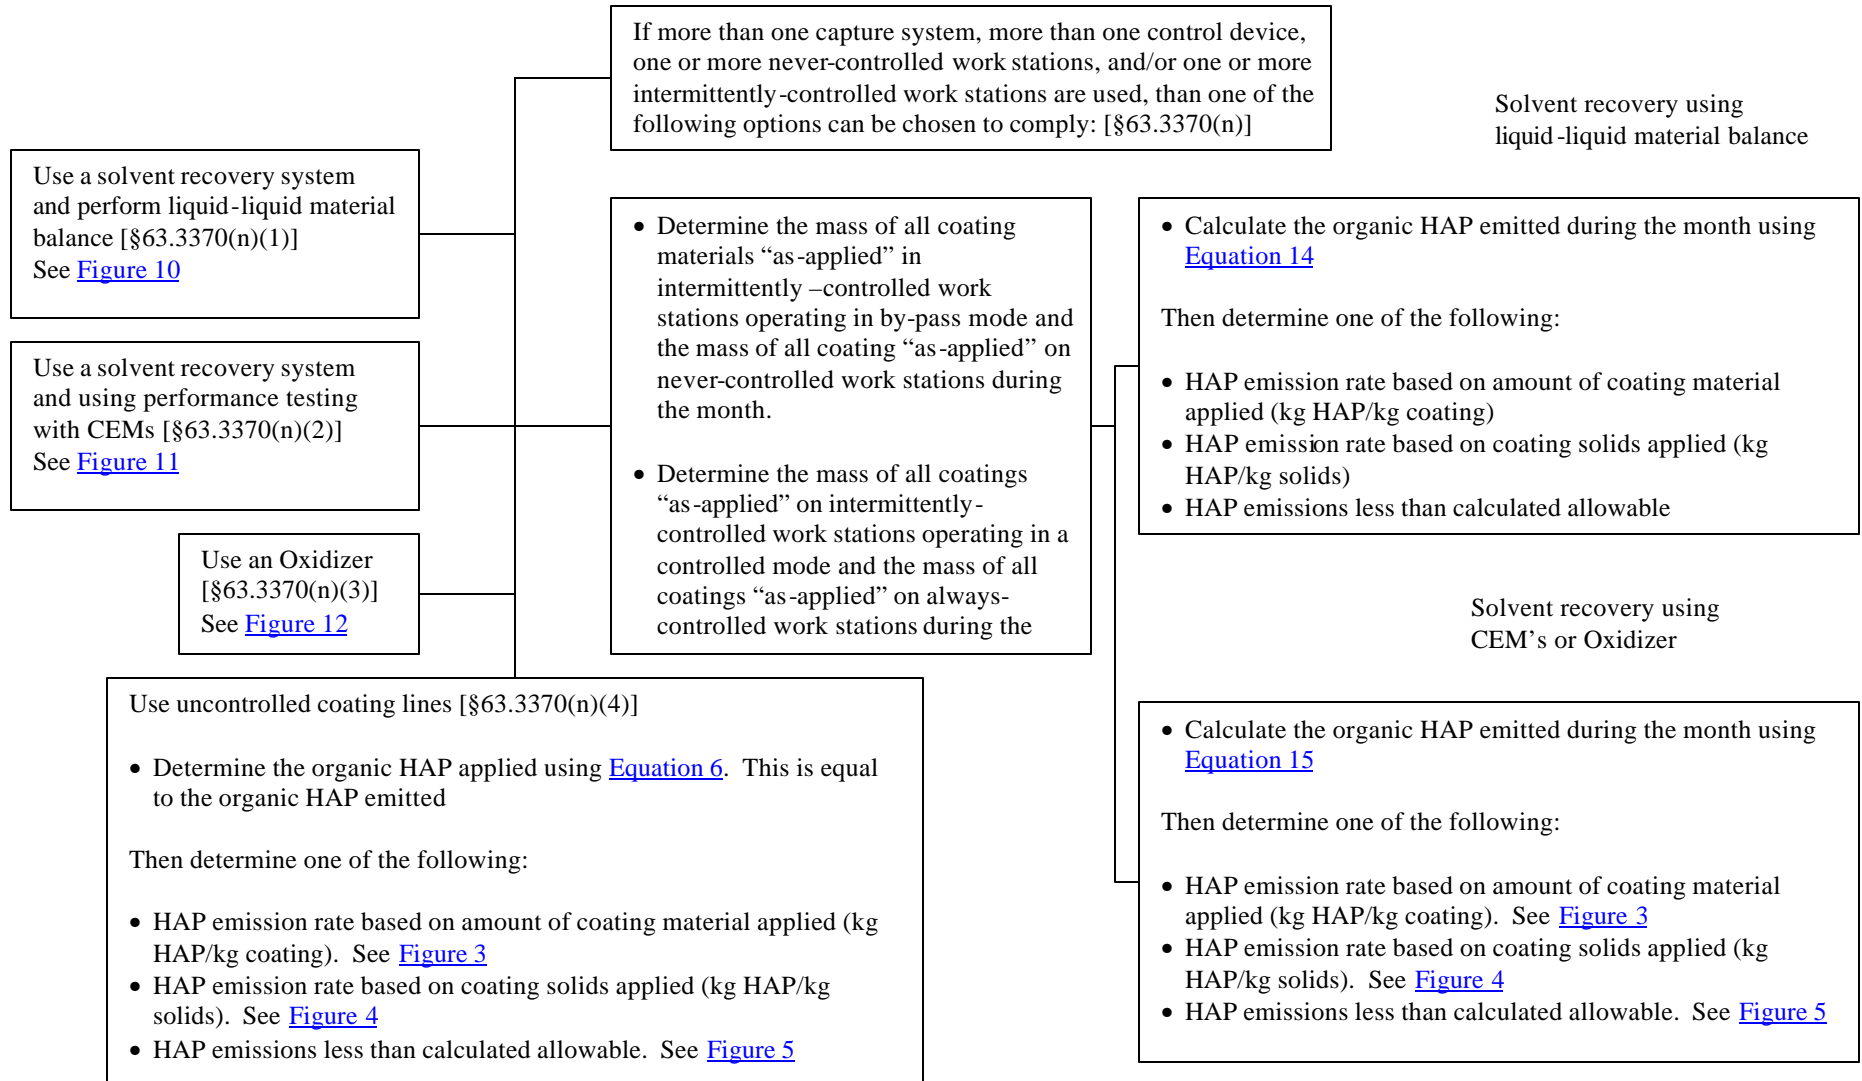 If more than one capture system, more than one control device,
one or more never-controlled work stations, and/or one or more
intermittently-controlled work stations are used, than one of the
following options can be chosen to comply: [§63.3370(n)]
Solvent recovery using
liquid-liquid material balance
Use a solvent recovery system
and perform liquid-liquid material
balance [§63.3370(n)(1)]
See Figure 10
Use a solvent recovery system
and using performance testing
with CEMs [§63.3370(n)(2)]
See Figure 11
Use an Oxidizer
[§63.3370(n)(3)]
See Figure 12
• Determine the mass of all coating
materials “as-applied” in
intermittently –controlled work
stations operating in by-pass mode and
the mass of all coating “as-applied” on
never-controlled work stations during
the month.
• Determine the mass of all coatings
“as-applied” on intermittently-
controlled work stations operating in a
controlled mode and the mass of all
coatings “as-applied” on always-
controlled work stations during the
• Calculate the organic HAP emitted during the month using
Equation 14
Then determine one of the following:
• HAP emission rate based on amount of coating material
applied (kg HAP/kg coating)
• HAP emission rate based on coating solids applied (kg
HAP/kg solids)
• HAP emissions less than calculated allowable
Solvent recovery using
CEM’s or Oxidizer
Use uncontrolled coating lines [§63.3370(n)(4)]
• Determine the organic HAP applied using Equation 6.  This is equal
to the organic HAP emitted
Then determine one of the following:
• HAP emission rate based on amount of coating material applied (kg
HAP/kg coating).  See Figure 3
• HAP emission rate based on coating solids applied (kg HAP/kg
solids).  See Figure 4
• HAP emissions less than calculated allowable.  See Figure 5
• Calculate the organic HAP emitted during the month using
Equation 15
Then determine one of the following:
• HAP emission rate based on amount of coating material
applied (kg HAP/kg coating).  See Figure 3
• HAP emission rate based on coating solids applied (kg
HAP/kg solids).  See Figure 4
• HAP emissions less than calculated allowable.  See Figure 5